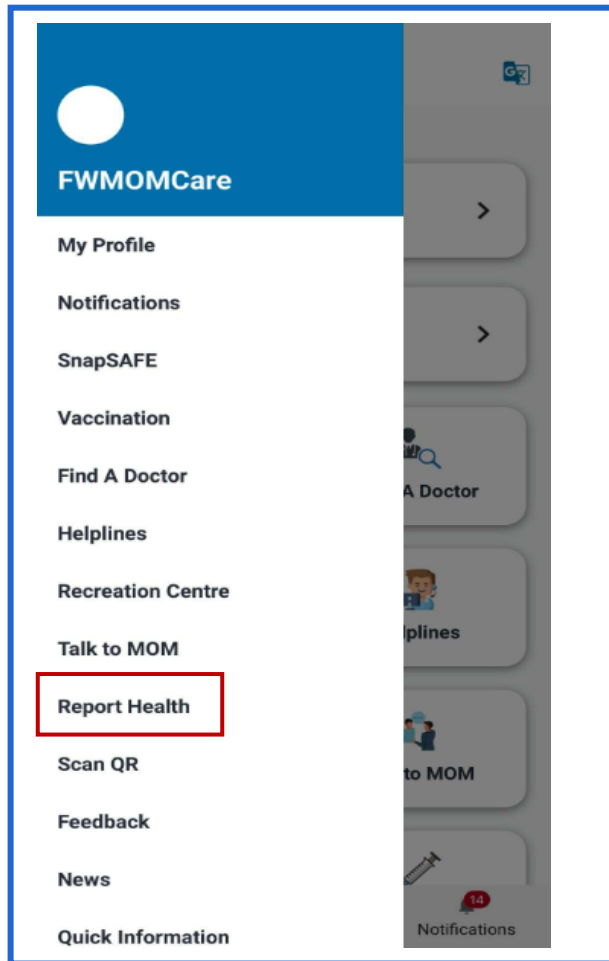 FWMOMCare
My Profile
Notifications
SnapSAFE
Vaccination
Find A Doctor
Helplines
Recreation Centre
Talk to MOM
Report Health
Scan QR
Feedback
News
Quick Information
G
A Doctor
lplines
to MOM
14
Notifications